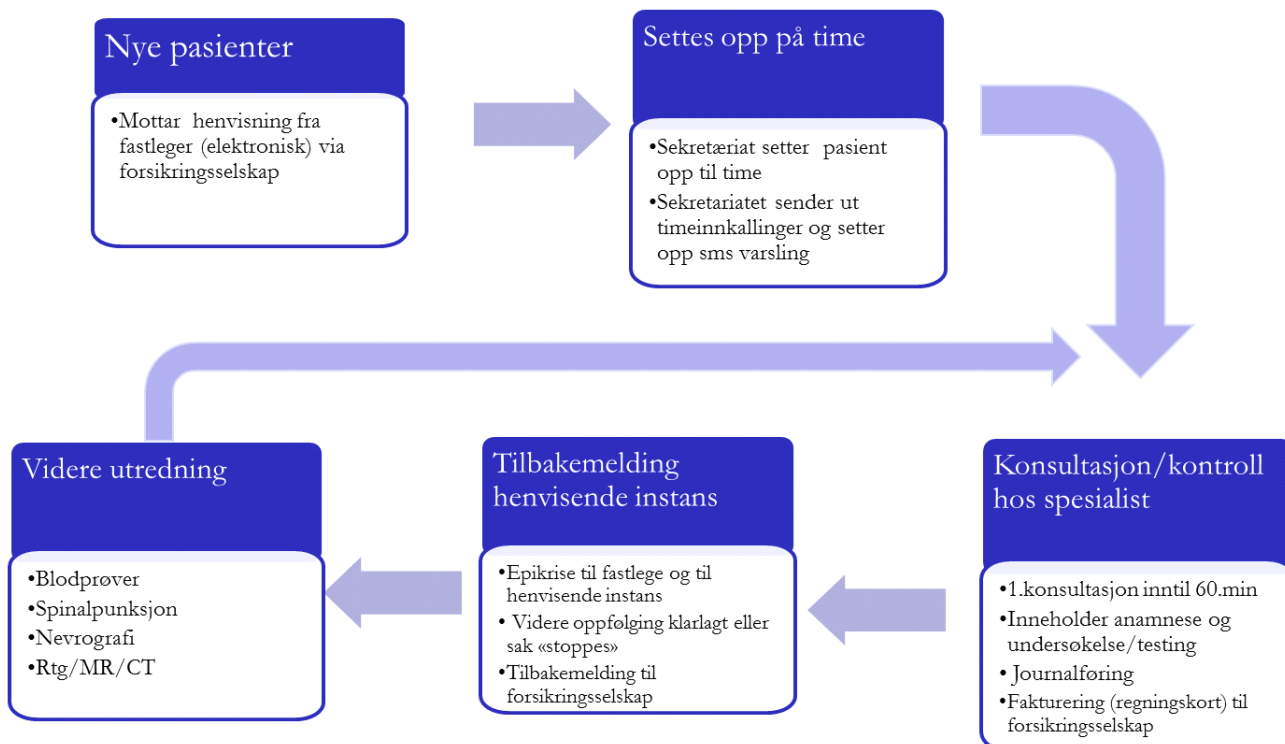 Nye pasienter
•Mottar henvisning fra
fastleger (elektronisk) via
forsikringsselskap
Settes opp på time
•Sekretæriat setter pasient
opp til time
•Sekretariatet sender ut
timeinnkallinger og setter
opp sms varsling
Konsultasjon/kontroll
hos spesialist
•1.konsultasjon inntil 60.min
•Inneholder anamnese og
undersøkelse/testing
•Journalføring
•Fakturering (regningskort) til
forsikringsselskap
Tilbakemelding
henvisende instans
•Epikrise til fastlege og til
henvisende instans
• Videre oppfølging klarlagt eller
sak «stoppes»
•Tilbakemelding til
forsikringsselskap
Videre utredning
•Blodprøver
•Spinalpunksjon
•Nevrografi
•Rtg/MR/CT